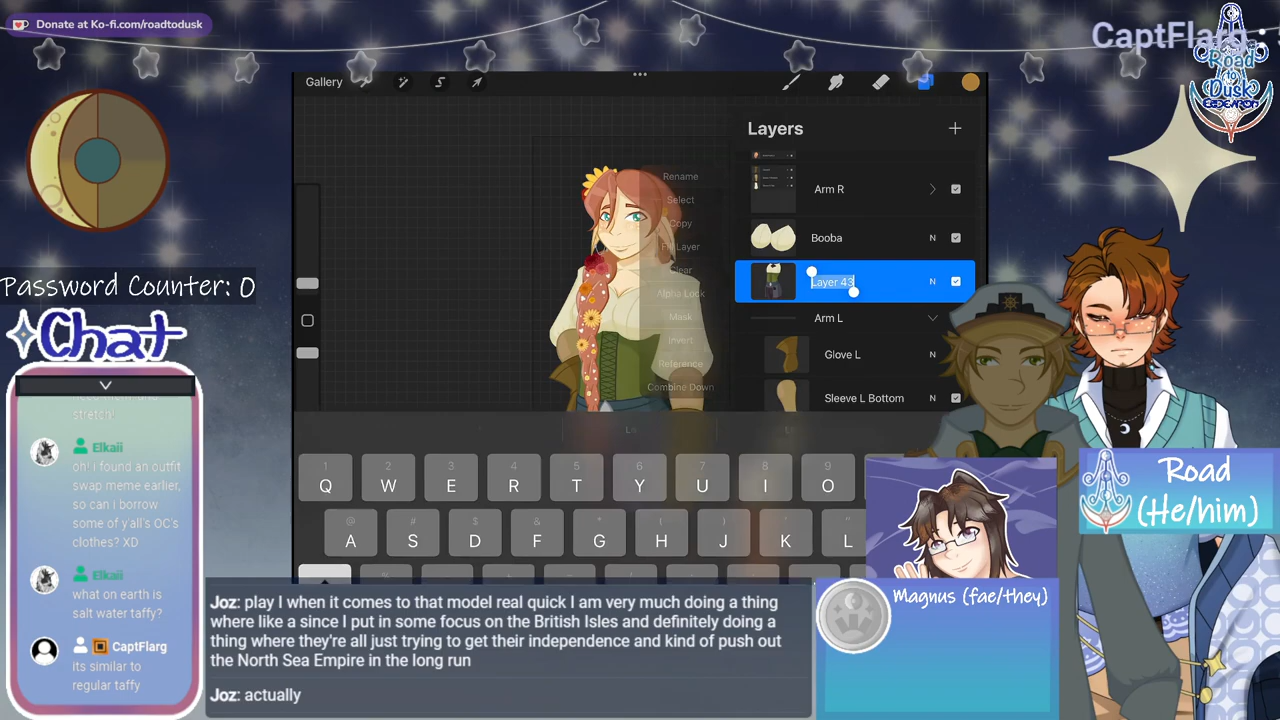 Donate at Ko-fi.com/roadtodusk
CaptFlarg
Road
to
Dusk
Gallery
Layers
Rename
Select
Copy
Fill Layer
Clear
Alpha Lock
Mask
Invert
Reference
Combine Down
Arm R
Booba
N
Layer 43
N
Arm L
Glove L
N
Sleeve L Bottom
N
Password Counter: 0
Chat
stretch!
Elkaii
oh! i found an outfit
swap meme earlier,
so can i borrow
some of y'all's OC's
clothes? XD
Elkaii
what on earth is
salt water taffy?
CaptFlarg
its similar to
regular taffy
1 2 3 4 5 6 7 8 9
Q W E R T Y U I O
@ # $ & * ( ) ' "
A S D F G H J K L
Joz: play I when it comes to that model real quick I am very much doing a thing
where like a since I put in some focus on the British Isles and definitely doing a
thing where they're all just trying to get their independence and kind of push out
the North Sea Empire in the long run
Joz: actually
Magnus (fae/they)
Road
(He/him)